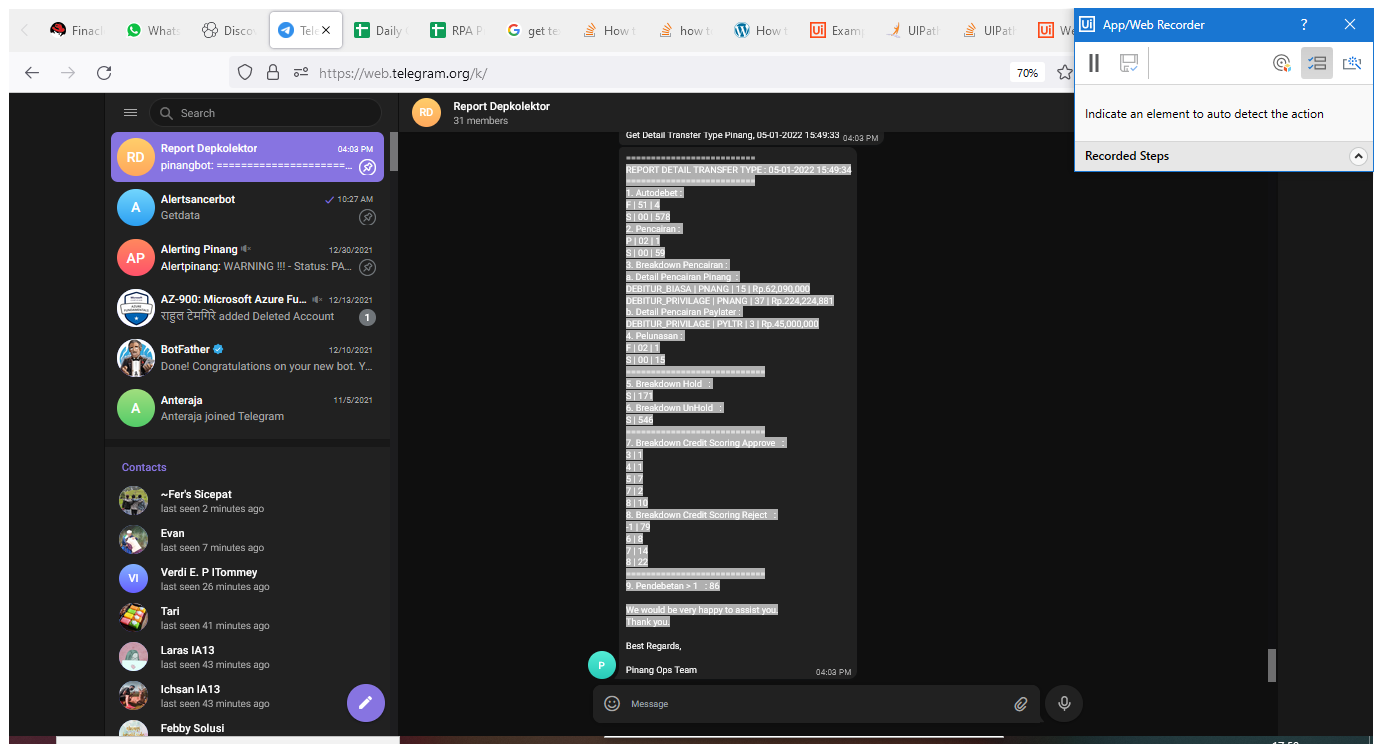 Finacl
Whats
Disco
Tele
Daily
RPA P
get te
How t
how t
How t
Exam
UIPat
UIPat
We
App/Web Recorder
?
https://web.telegram.org/k/
70%
Indicate an element to auto detect the action
Recorded Steps
Search
RD
Report Depkolektor
04:03 PM
pinangbot: ======================...
A
Alertsancerbot
10:27 AM
Getdata
AP
Alerting Pinang
12/30/2021
Alertpinang: WARNING !!! - Status: PA...
AZ-900: Microsoft Azure Fu...
12/13/2021
राहुल टेमगिरे added Deleted Account
1
BotFather
12/10/2021
Done! Congratulations on your new bot. Y...
A
Anteraja
11/5/2021
Anteraja joined Telegram
Contacts
~Fer's Sicepat
last seen 2 minutes ago
Evan
last seen 7 minutes ago
VI
Verdi E. P ITommey
last seen 26 minutes ago
Tari
last seen 41 minutes ago
Laras IA13
last seen 43 minutes ago
Ichsan IA13
last seen 43 minutes ago
Febby Solusi
RD
Report Depkolektor
31 members
Get Detail Transfer Type Pinang, 05-01-2022 15:49:33 04:03 PM
==========================
REPORT DETAIL TRANSFER TYPE : 05-01-2022 15:49:34
==========================
1. Autodebet :
F | 51 | 4
S | 00 | 578
2. Pencairan :
P | 02 | 1
S | 00 | 59
3. Breakdown Pencairan :
a. Detail Pencairan Pinang :
DEBITUR_BIASA | PNANG | 15 | Rp.62,090,000
DEBITUR_PRIVILAGE | PNANG | 37 | Rp.224,224,881
b. Detail Pencairan Paylater :
DEBITUR_PRIVILAGE | PYLTR | 3 | Rp.45,000,000
4. Pelunasan :
F | 02 | 1
S | 00 | 15
============================
5. Breakdown Hold :
S | 171
6. Breakdown UnHold :
S | 546
============================
7. Breakdown Credit Scoring Approve :
3 | 1
4 | 1
5 | 7
7 | 2
8 | 10
8. Breakdown Credit Scoring Reject :
-1 | 79
6 | 8
7 | 14
8 | 22
============================
9. Pendebetan > 1 : 86
We would be very happy to assist you.
Thank you.
Best Regards,
Pinang Ops Team
04:03 PM
P
Message